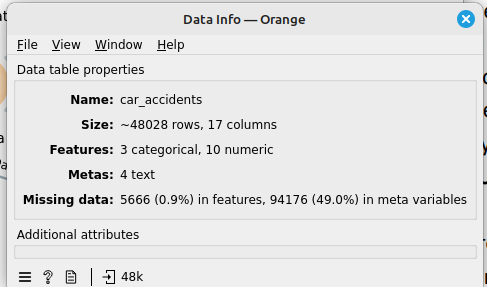 Data Info — Orange
File View Window Help
Data table properties
Name: car_accidents
Size: ~48028 rows, 17 columns
Features: 3 categorical, 10 numeric
Metas: 4 text
Missing data: 5666 (0.9%) in features, 94176 (49.0%) in meta variables
Additional attributes
? 48k